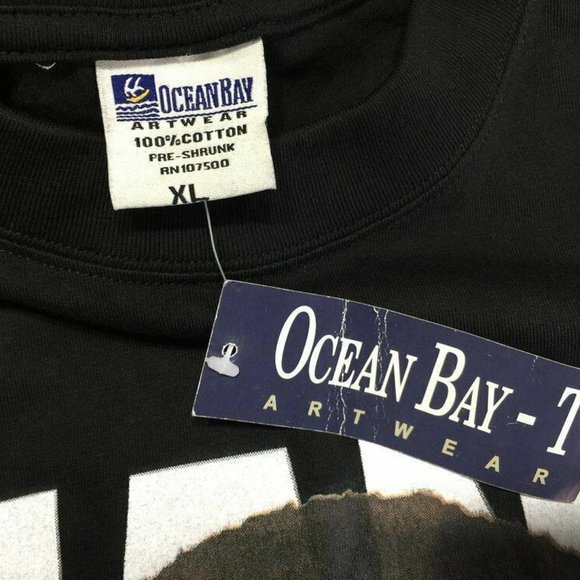 OCEAN BAY
ARTWEAR
100% COTTON
PRE-SHRUNK
RN107500
XL
OCEAN BAY - T
ARTWEAR